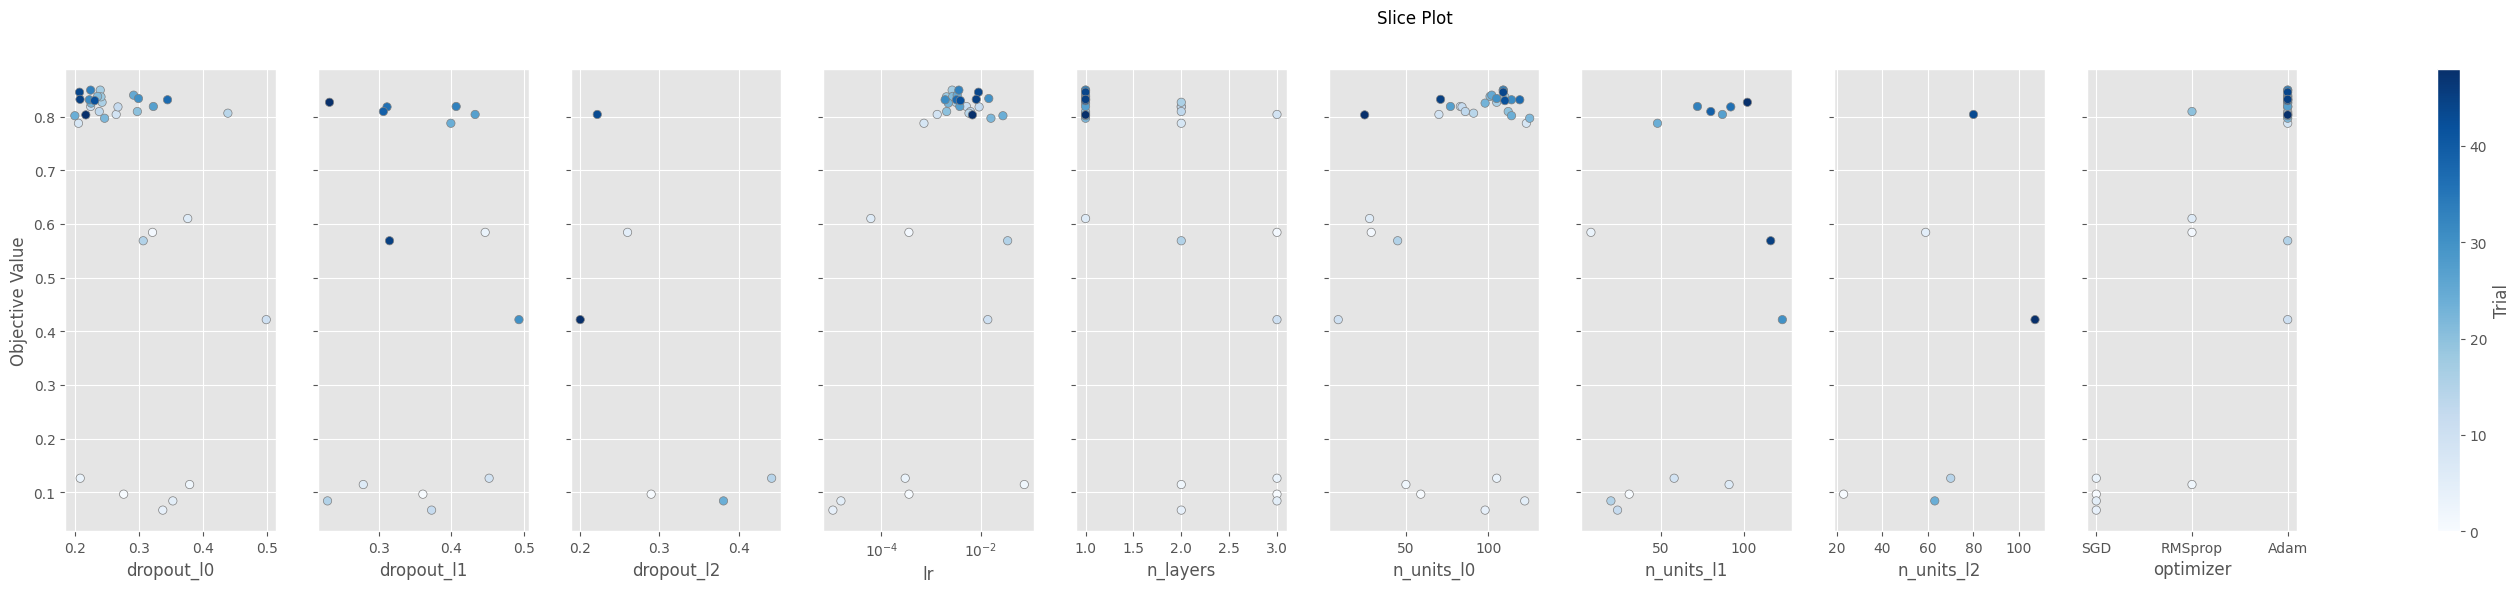 Slice Plot
Objective Value
0.8
0.7
0.6
0.5
0.4
0.3
0.2
0.1
0.2 0.3 0.4 0.5
dropout_l0
0.3 0.4 0.5
dropout_l1
0.2 0.3 0.4
dropout_l2
10⁻⁴ 10⁻²
lr
1.0 1.5 2.0 2.5 3.0
n_layers
50 100
n_units_l0
50 100
n_units_l1
20 40 60 80 100
n_units_l2
SGD RMSprop Adam
optimizer
40
30
20
10
0
Trial